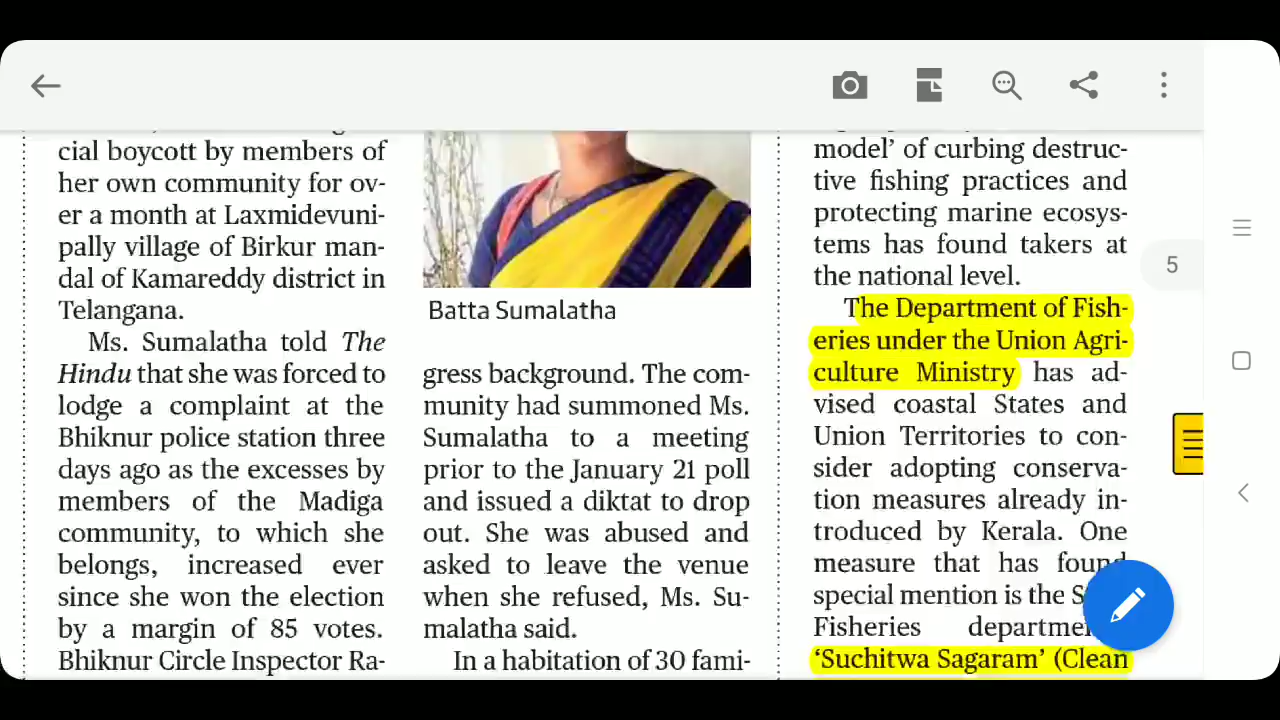 cial boycott by members of
her own community for ov-
er a month at Laxmidevuni-
pally village of Birkur man-
dal of Kamareddy district in
Telangana.
Ms. Sumalatha told The
Hindu that she was forced to
lodge a complaint at the
Bhiknur police station three
days ago as the excesses by
members of the Madiga
community, to which she
belongs, increased ever
since she won the election
by a margin of 85 votes.
Bhiknur Circle Inspector Ra-
Batta Sumalatha
gress background. The com-
munity had summoned Ms.
Sumalatha to a meeting
prior to the January 21 poll
and issued a diktat to drop
out. She was abused and
asked to leave the venue
when she refused, Ms. Su-
malatha said.
In a habitation of 30 fami-
model’ of curbing destruc-
tive fishing practices and
protecting marine ecosys-
tems has found takers at
the national level.
The Department of Fish-
eries under the Union Agri-
culture Ministry has ad-
vised coastal States and
Union Territories to con-
sider adopting conserva-
tion measures already in-
troduced by Kerala. One
measure that has found
special mention is the
Fisheries
‘Suchitwa Sagaram’ (Clean
5